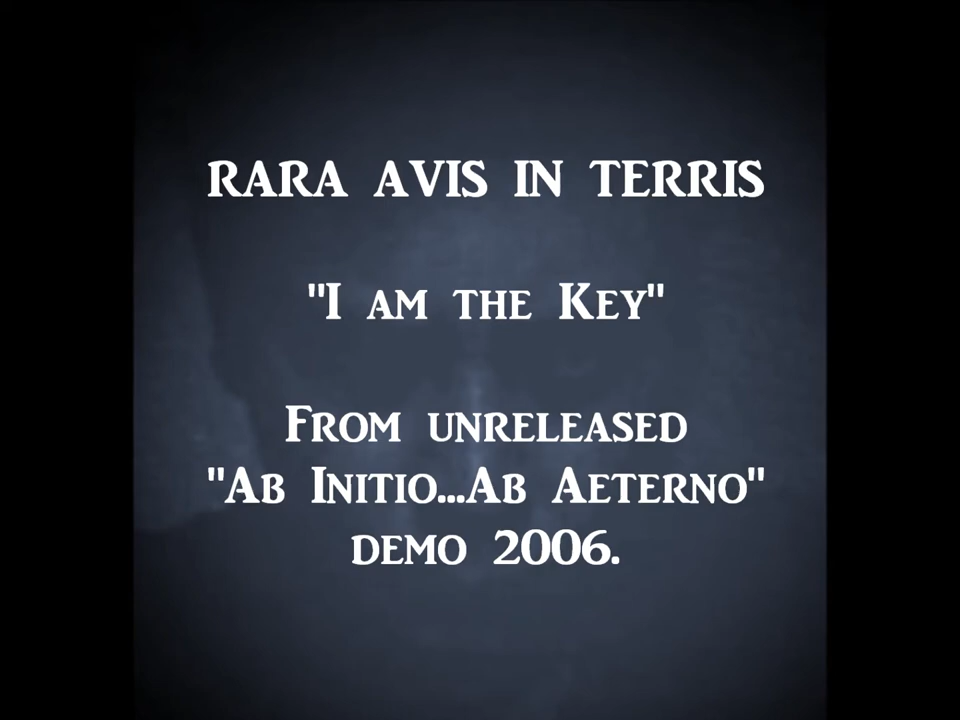 RARA AVIS IN TERRIS
"I am the Key"
From unreleased
"Ab Initio...Ab Aeterno"
demo 2006.